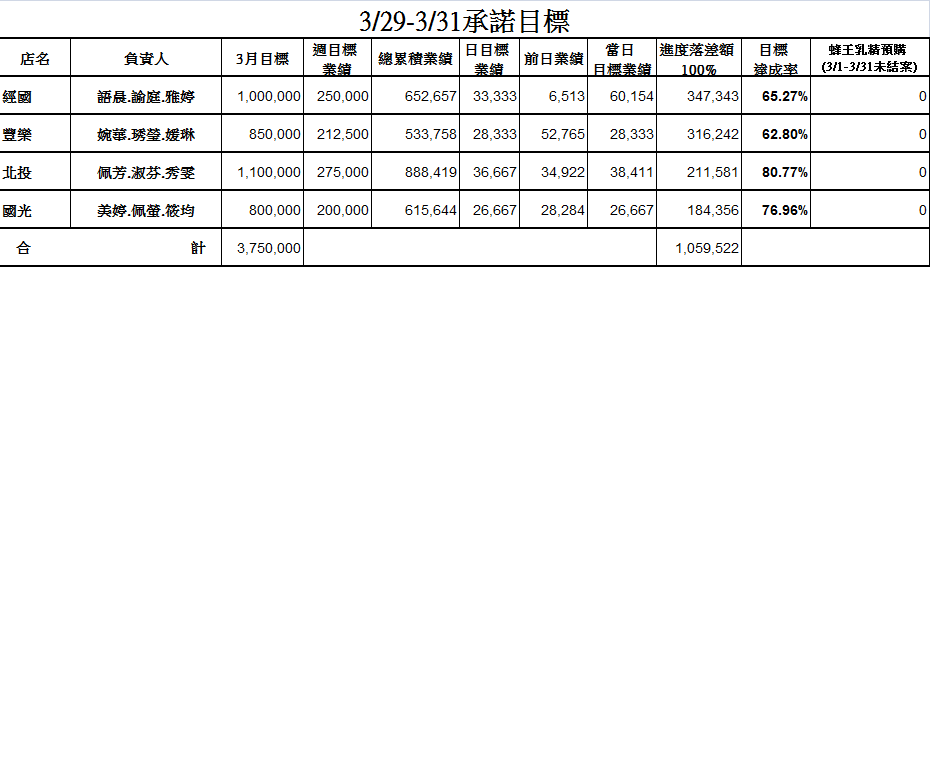 3/29-3/31承諾目標
店名 負責人 3月目標 週目標業績 總累積業績 日目標業績 前日業績 當日目標業績 進度落差額100% 目標達成率 蜂王乳精預購(3/1-3/31未結案)
經國 語晨.諭庭.雅婷 1,000,000 250,000 652,657 33,333 6,513 60,154 347,343 65.27% 0
豐樂 婉華.琇瑩.媛琳 850,000 212,500 533,758 28,333 52,765 28,333 316,242 62.80% 0
北投 佩芳.淑芬.秀雯 1,100,000 275,000 888,419 36,667 34,922 38,411 211,581 80.77% 0
國光 美婷.佩螢.筱均 800,000 200,000 615,644 26,667 28,284 26,667 184,356 76.96% 0
合 計 3,750,000 1,059,522